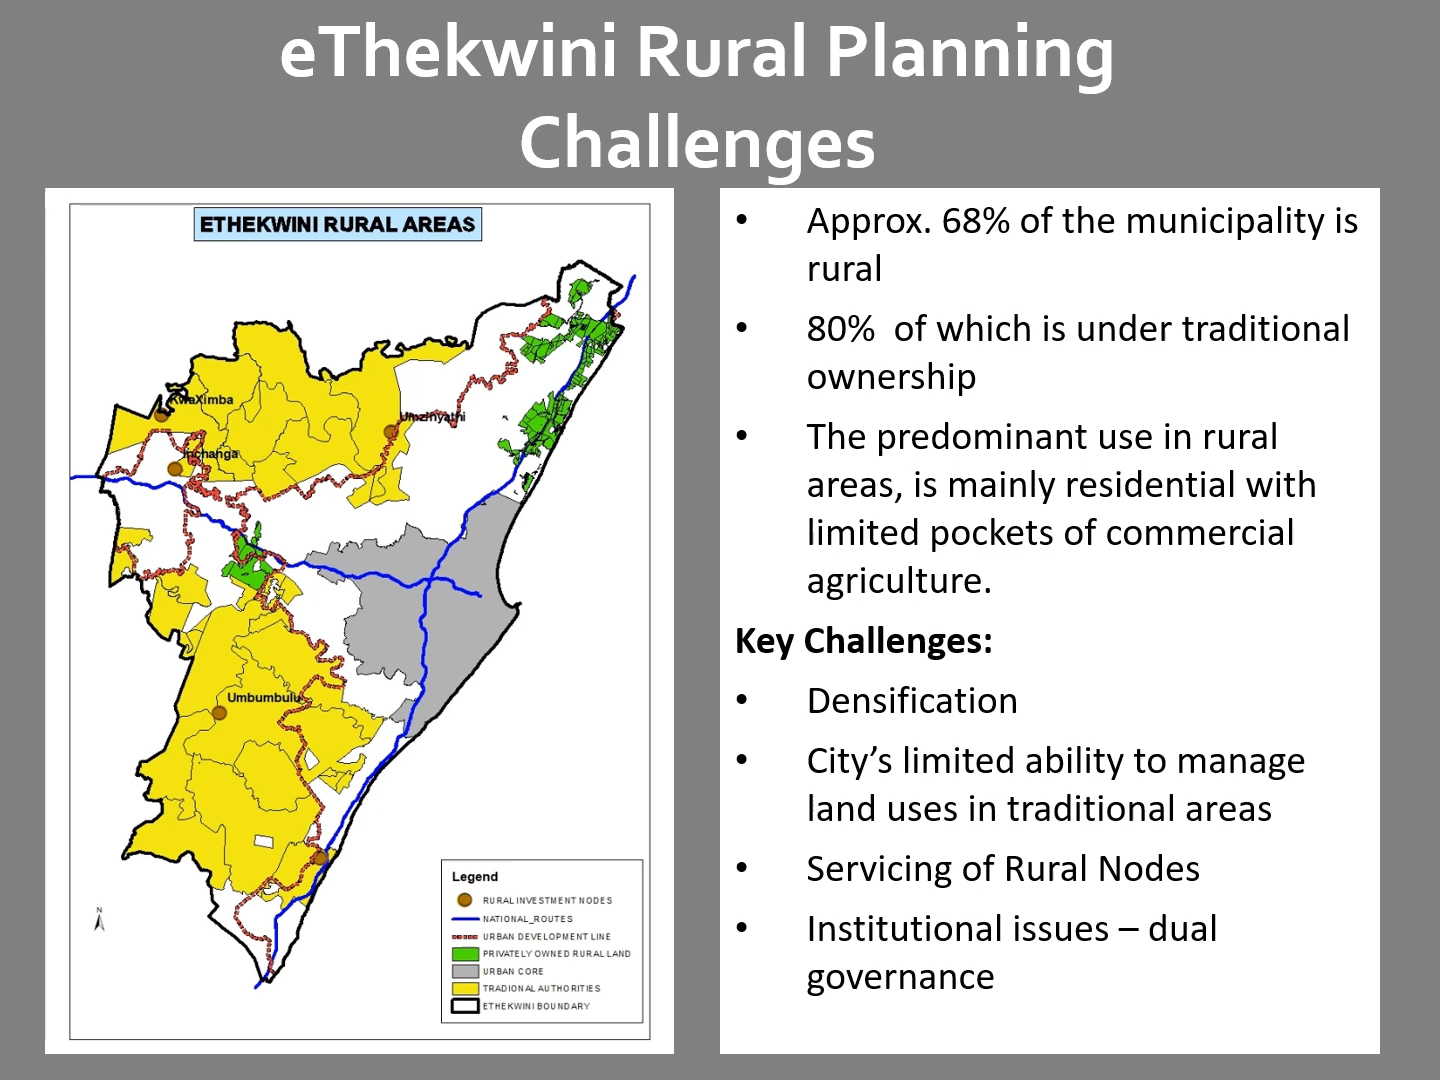 eThekwini Rural Planning
Challenges
ETHEKWINI RURAL AREAS
KwaXimba
Umzinyathi
Inchanga
Umbumbulu
N
Legend
RURAL INVESTMENT NODES
NATIONAL_ROUTES
URBAN DEVELOPMENT LINE
PRIVATELY OWNED RURAL LAND
URBAN CORE
TRADIONAL AUTHORITIES
ETHEKWINI BOUNDARY
• Approx. 68% of the municipality is
rural
• 80% of which is under traditional
ownership
• The predominant use in rural
areas, is mainly residential with
limited pockets of commercial
agriculture.
Key Challenges:
• Densification
• City’s limited ability to manage
land uses in traditional areas
• Servicing of Rural Nodes
• Institutional issues – dual
governance